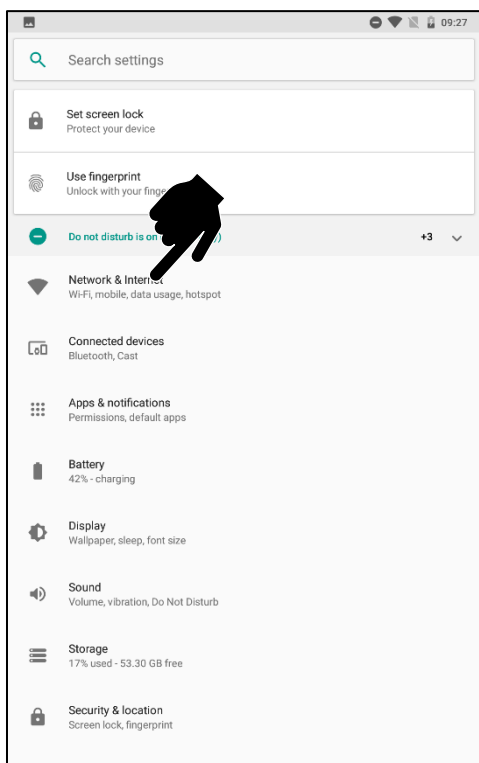 09:27
Search settings
Set screen lock
Protect your device
Use fingerprint
Unlock with your
Do not disturb is on
+3
Network & Internet
Wi-Fi, mobile, data usage, hotspot
Connected devices
Bluetooth, Cast
Apps & notifications
Permissions, default apps
Battery
42% - charging
Display
Wallpaper, sleep, font size
Sound
Volume, vibration, Do Not Disturb
Storage
17% used - 53.30 GB free
Security & location
Screen lock, fingerprint